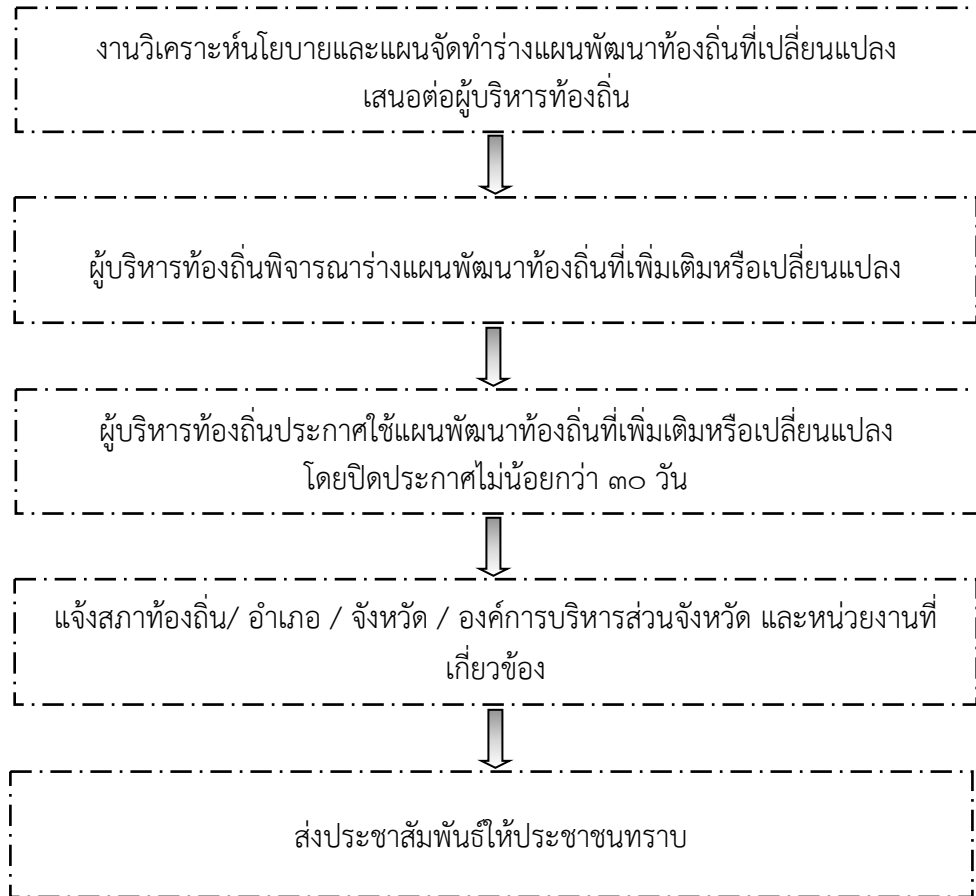 งานวิเคราะห์นโยบายและแผนจัดทำร่างแผนพัฒนาท้องถิ่นที่เปลี่ยนแปลง
เสนอต่อผู้บริหารท้องถิ่น
ผู้บริหารท้องถิ่นพิจารณาร่างแผนพัฒนาท้องถิ่นที่เพิ่มเติมหรือเปลี่ยนแปลง
ผู้บริหารท้องถิ่นประกาศใช้แผนพัฒนาท้องถิ่นที่เพิ่มเติมหรือเปลี่ยนแปลง
โดยปิดประกาศไม่น้อยกว่า ๓๐ วัน
แจ้งสภาท้องถิ่น/ อำเภอ / จังหวัด / องค์การบริหารส่วนจังหวัด และหน่วยงานที่
เกี่ยวข้อง
ส่งประชาสัมพันธ์ให้ประชาชนทราบ